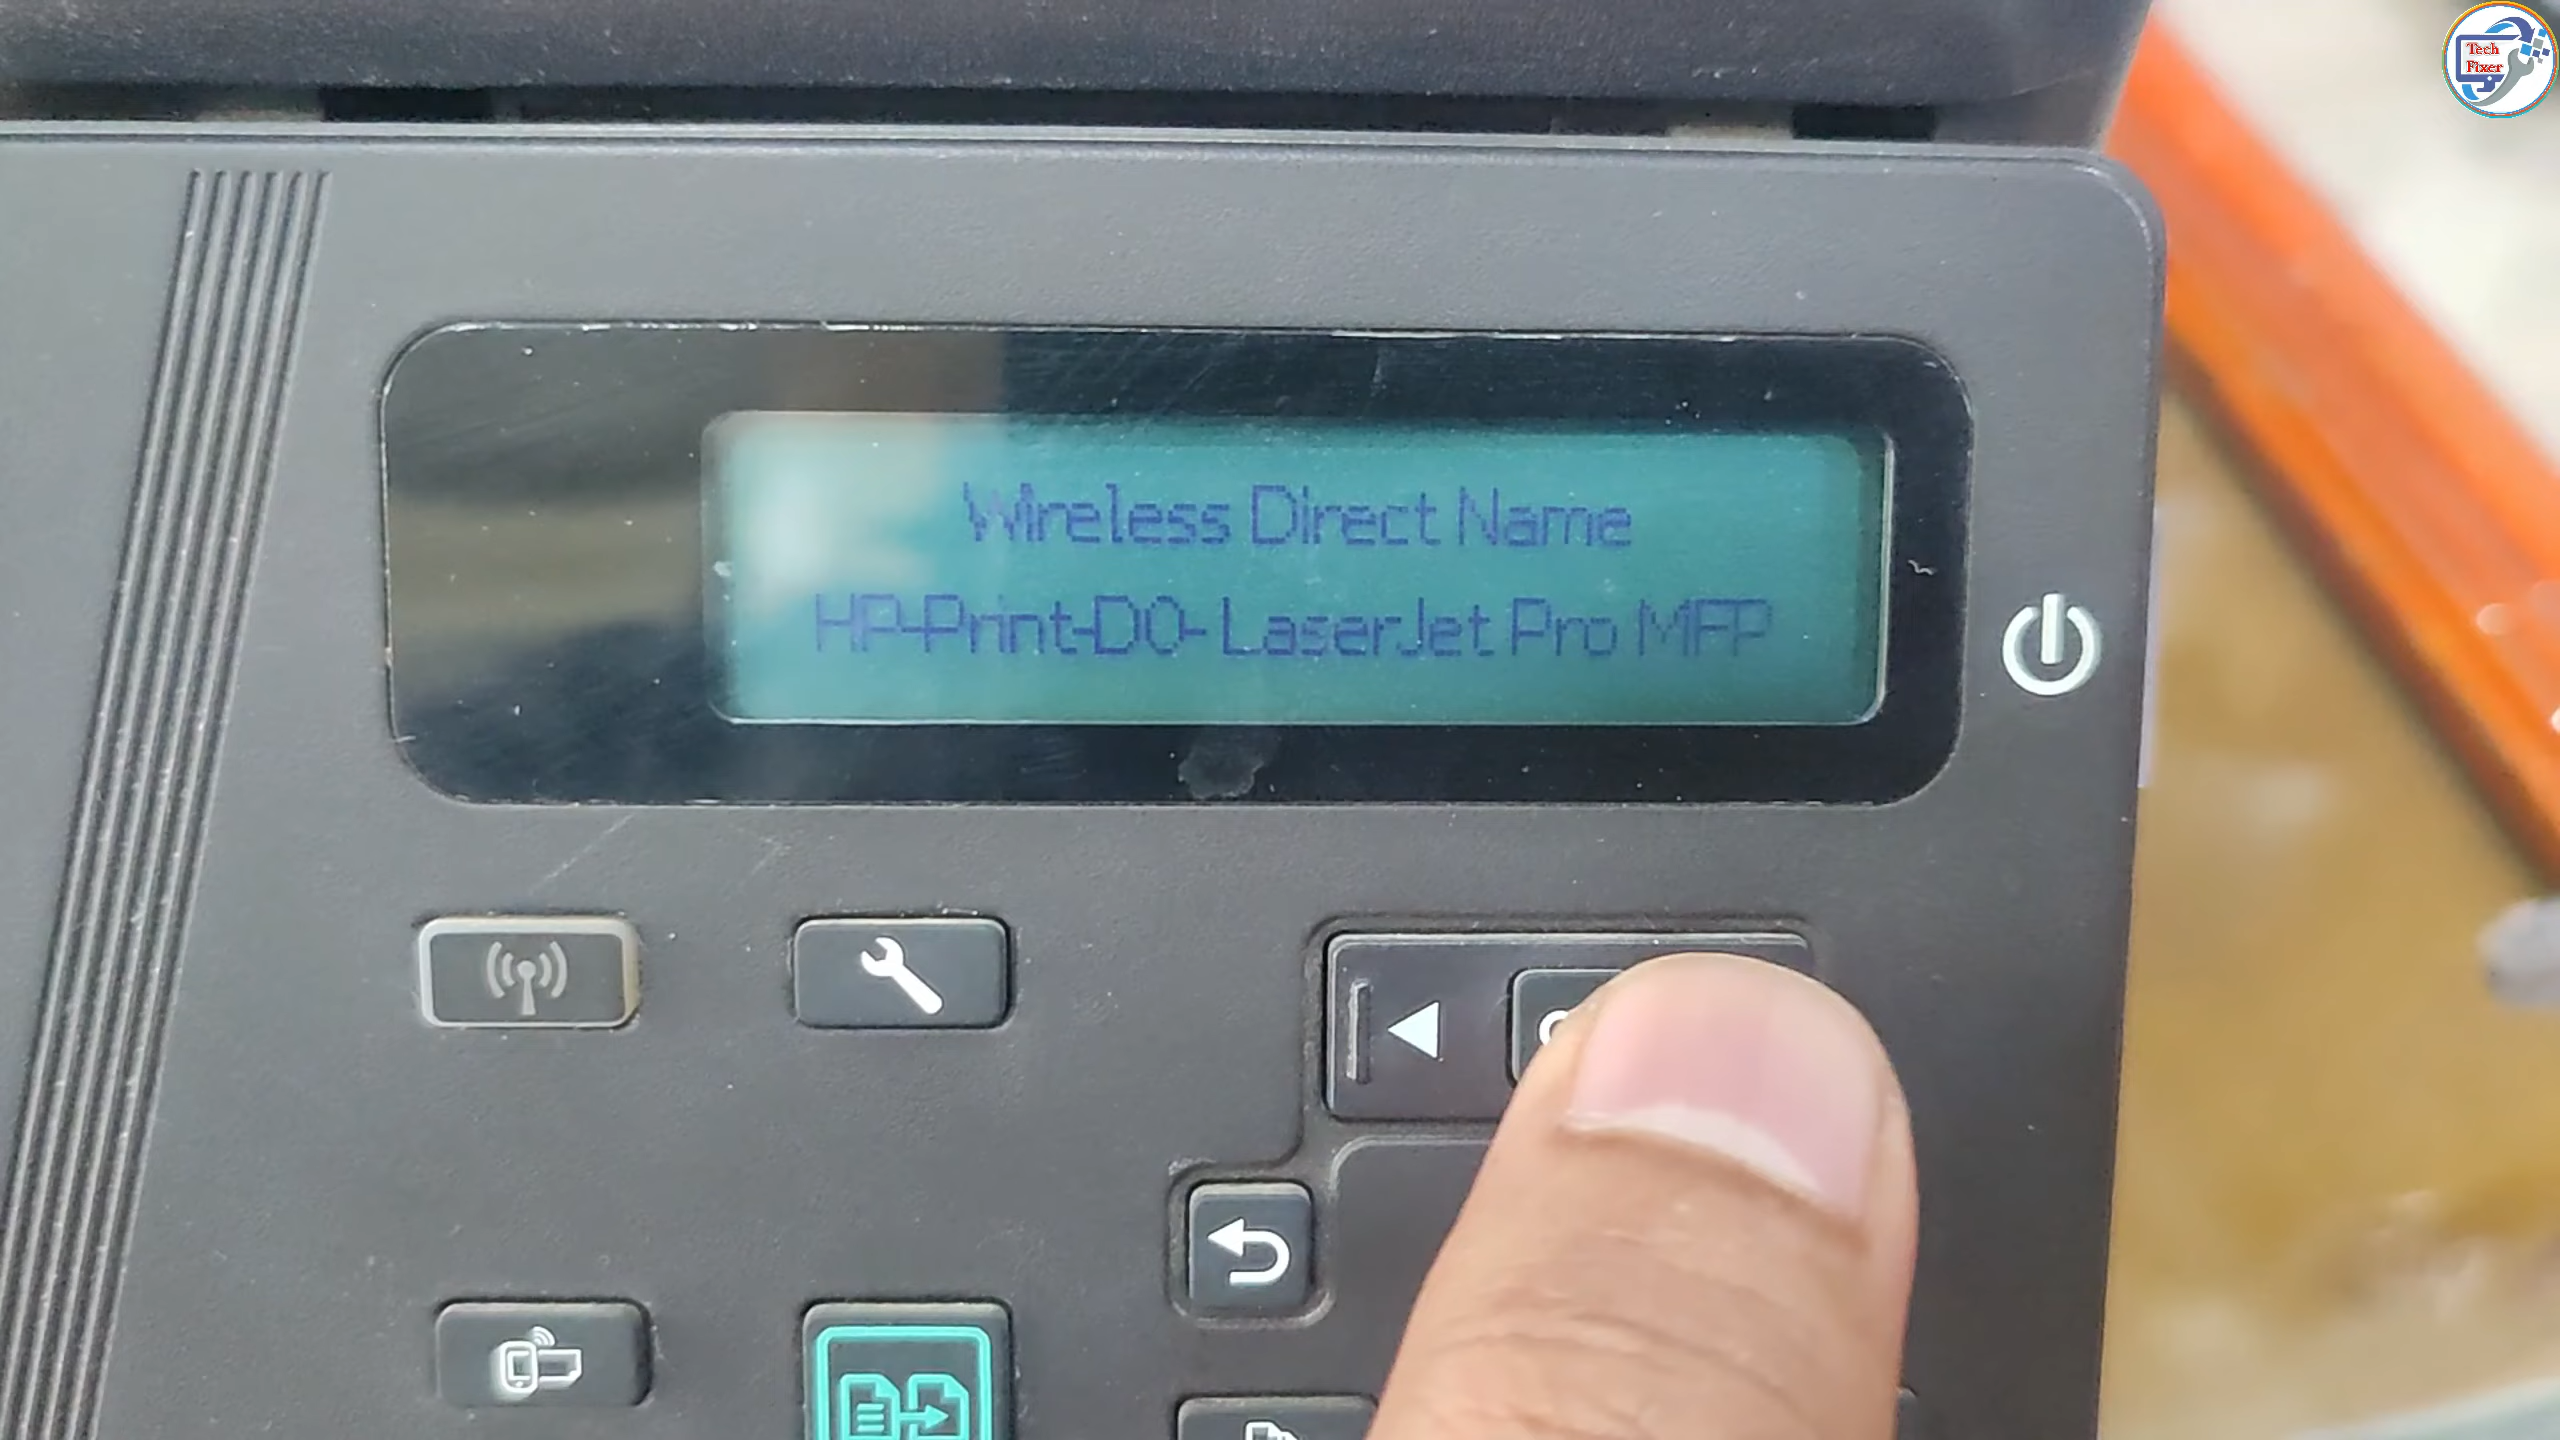 Tech
Fixer
Wireless Direct Name
HP-Print-D0- LaserJet Pro MFP